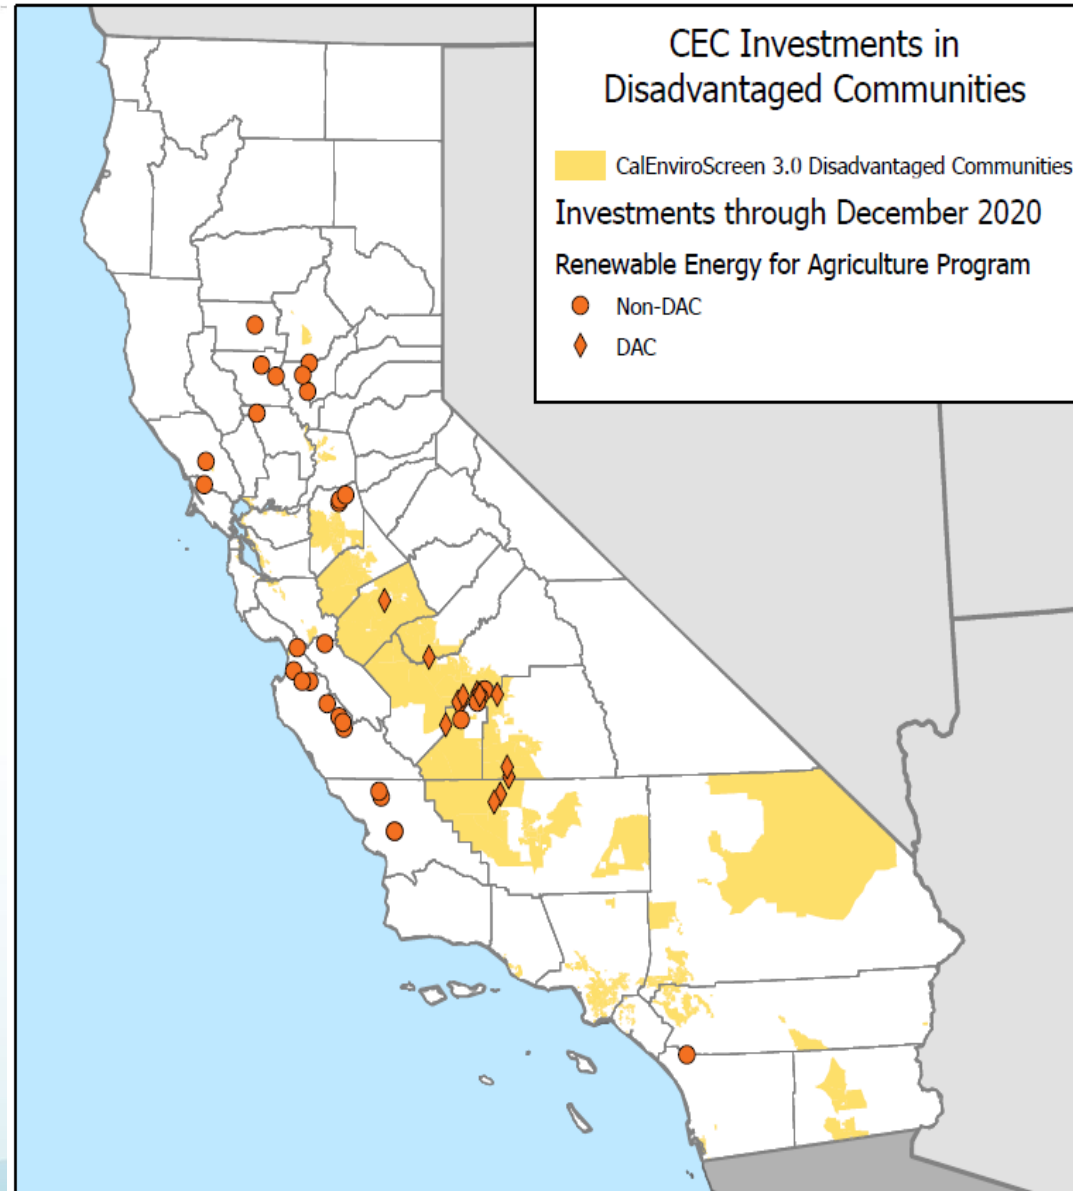 CEC Investments in
Disadvantaged Communities
CalEnviroScreen 3.0 Disadvantaged Communities
Investments through December 2020
Renewable Energy for Agriculture Program
Non-DAC
DAC